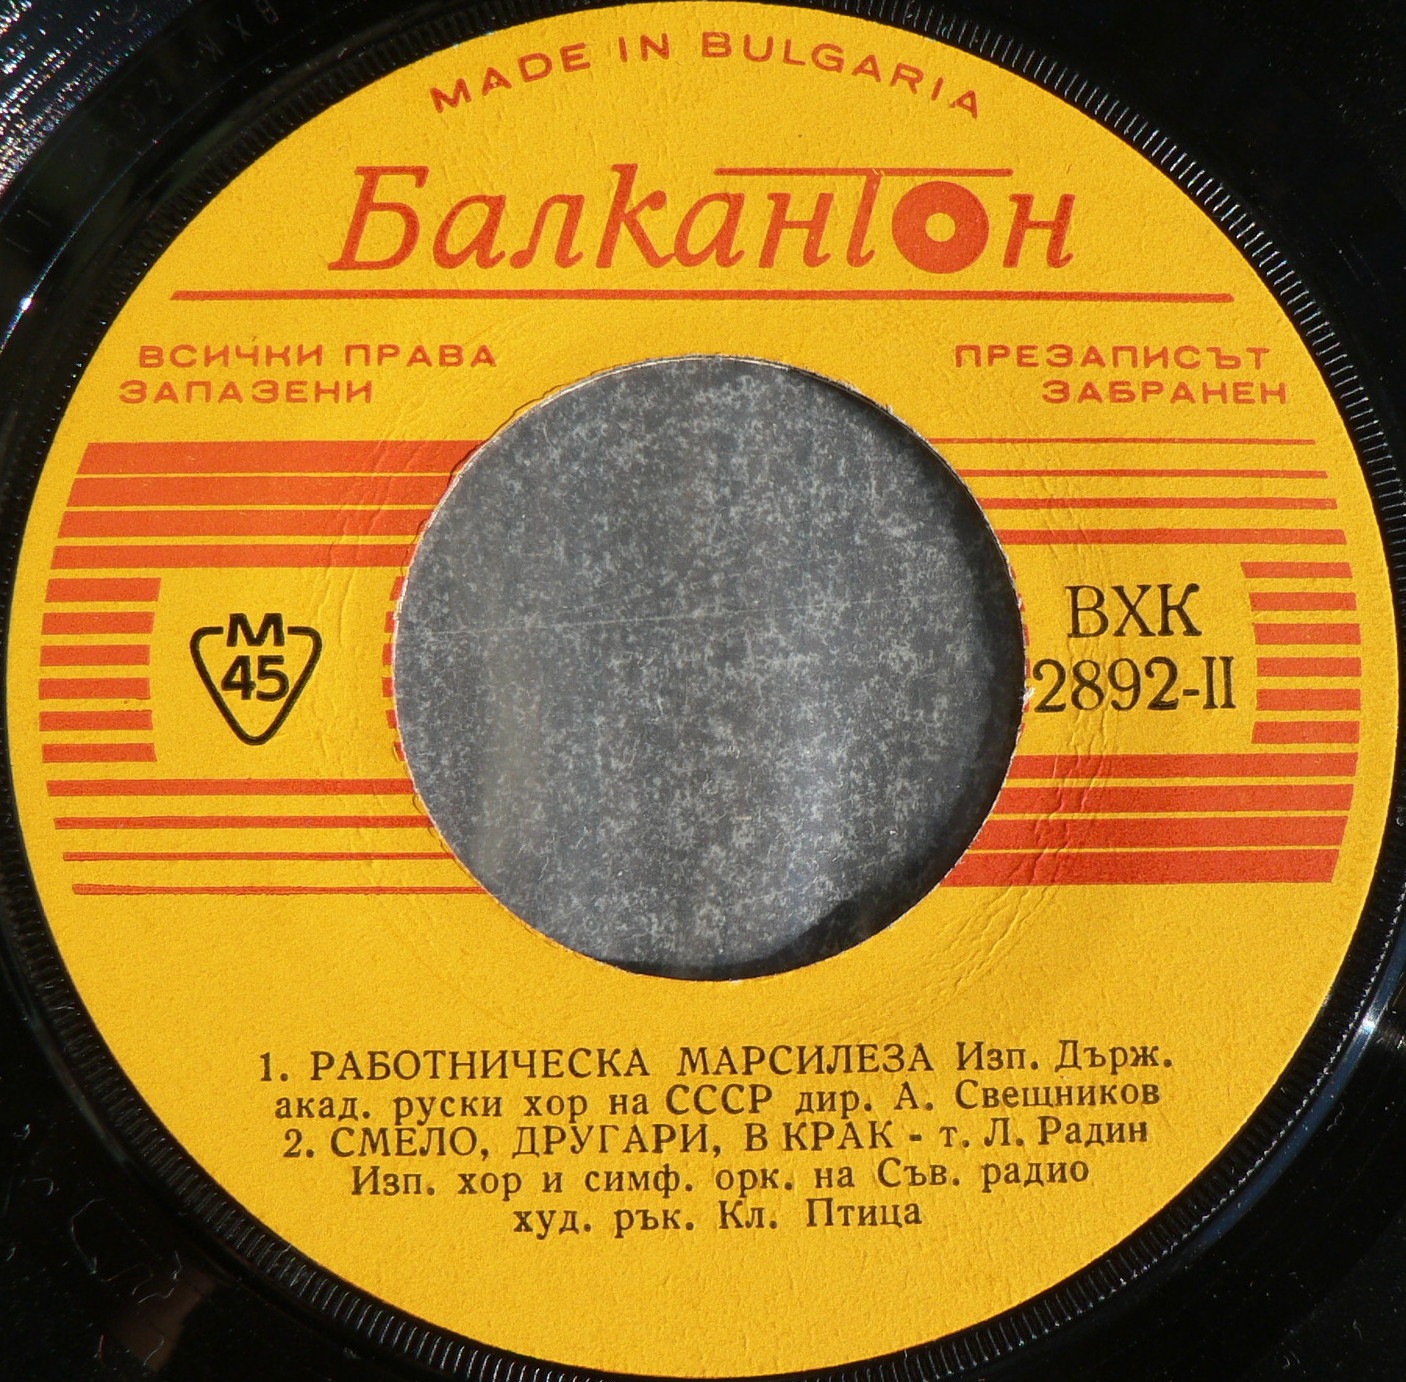 MADE IN BULGARIA
Балкантон
ВСИЧКИ ПРАВА
ЗАПАЗЕНИ
ПРЕЗАПИСЪТ
ЗАБРАНЕН
М
45
ВХК
2892-II
1. РАБОТНИЧЕСКА МАРСИЛЕЗА Изп. Държ.
акад. руски хор на СССР дир. А. Свещников
2. СМЕЛО, ДРУГАРИ, В КРАК - т. Л. Радин
Изп. хор и симф. орк. на Съв. радио
худ. рък. Кл. Птица